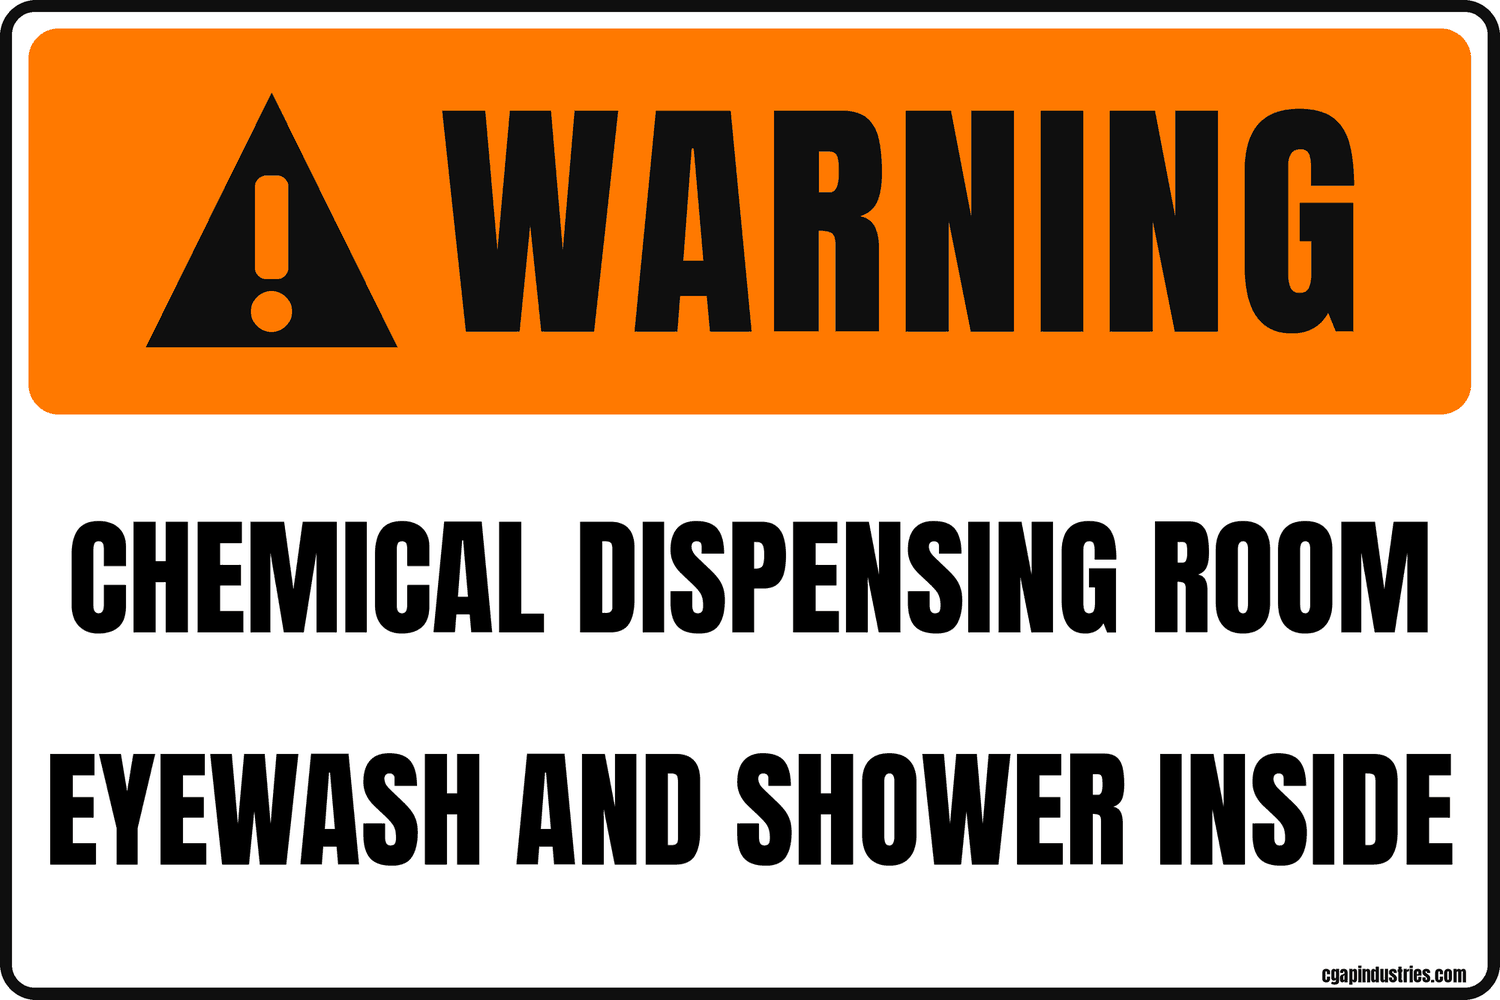 WARNING
CHEMICAL DISPENSING ROOM
EYEWASH AND SHOWER INSIDE
cgapindustries.com